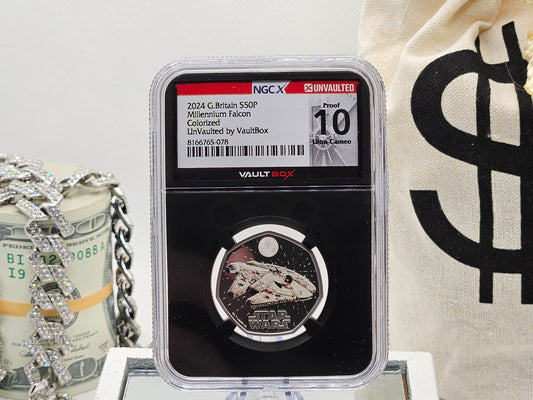 NGCX UNVAULTED
2024 G.Britain S50P
Millennium Falcon
Colorized
UnVaulted by VaultBox
8166765-078
Proof
10
Ultra Cameo
VAULTBOX
STAR
WARS
$